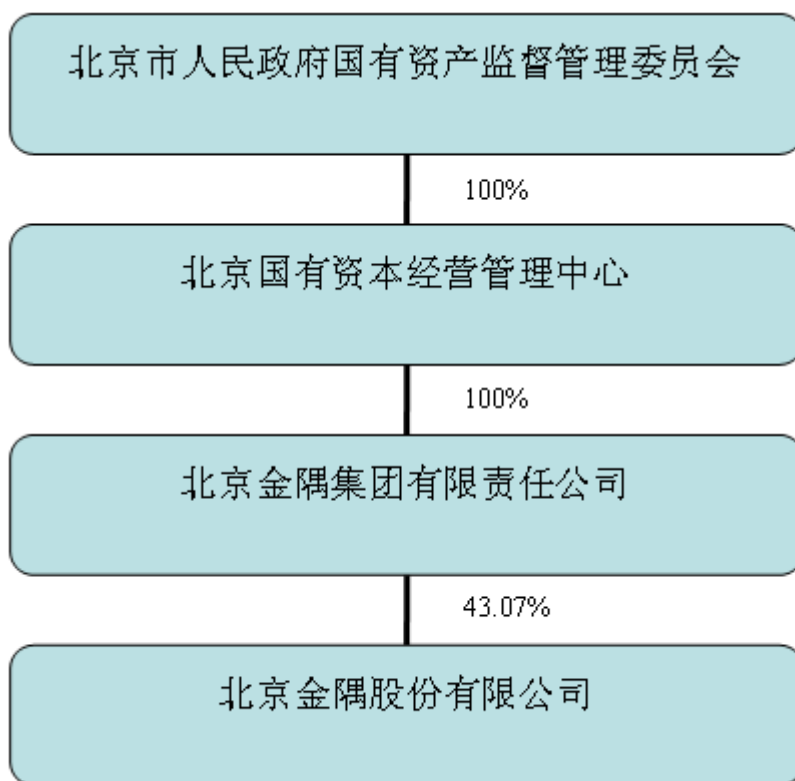 北京市人民政府国有资产监督管理委员会
100%
北京国有资本经营管理中心
100%
北京金隅集团有限责任公司
43.07%
北京金隅股份有限公司